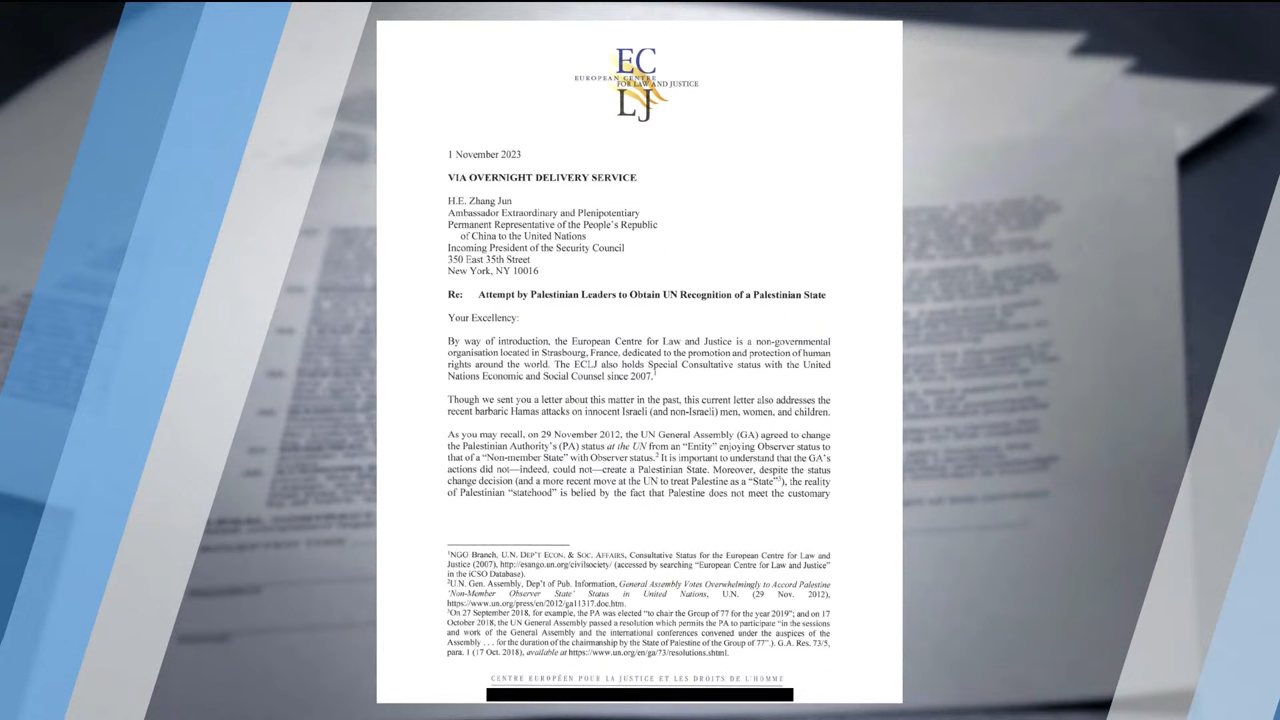 EC
EUROPEAN CENTRE
FOR LAW AND JUSTICE
LJ
1 November 2023
VIA OVERNIGHT DELIVERY SERVICE
H.E. Zhang Jun
Ambassador Extraordinary and Plenipotentiary
Permanent Representative of the People's Republic
of China to the United Nations
Incoming President of the Security Council
350 East 35th Street
New York, NY 10016
Re: Attempt by Palestinian Leaders to Obtain UN Recognition of a Palestinian State
Your Excellency:
By way of introduction, the European Centre for Law and Justice is a non-governmental
organisation located in Strasbourg, France, dedicated to the promotion and protection of human
rights around the world. The ECLJ also holds Special Consultative status with the United
Nations Economic and Social Counsel since 2007.1
Though we sent you a letter about this matter in the past, this current letter also addresses the
recent barbaric Hamas attacks on innocent Israeli (and non-Israeli) men, women, and children.
As you may recall, on 29 November 2012, the UN General Assembly (GA) agreed to change
the Palestinian Authority's (PA) status at the UN from an "Entity" enjoying Observer status to
that of a "Non-member State" with Observer status.2 It is important to understand that the GA's
actions did not—indeed, could not—create a Palestinian State. Moreover, despite the status
change decision (and a more recent move at the UN to treat Palestine as a "State"3), the reality
of Palestinian "statehood" is belied by the fact that Palestine does not meet the customary
1NGO Branch, U.N. DEP'T ECON. & SOC. AFFAIRS, Consultative Status for the European Centre for Law and
Justice (2007), http://esango.un.org/civilsociety/ (accessed by searching "European Centre for Law and Justice"
in the iCSO Database).
2U.N. Gen. Assembly, Dep't of Pub. Information, General Assembly Votes Overwhelmingly to Accord Palestine
'Non-Member Observer State' Status in United Nations, U.N. (29 Nov. 2012),
https://www.un.org/press/en/2012/ga11317.doc.htm.
3On 27 September 2018, for example, the PA was elected "to chair the Group of 77 for the year 2019"; and on 17
October 2018, the UN General Assembly passed a resolution which permits the PA to participate "in the sessions
and work of the General Assembly and the international conferences convened under the auspices of the
Assembly . . . for the duration of the chairmanship by the State of Palestine of the Group of 77".). G.A. Res. 73/5,
para. 1 (17 Oct. 2018), available at https://www.un.org/en/ga/73/resolutions.shtml.
CENTRE EUROPÉEN POUR LA JUSTICE ET LES DROITS DE L'HOMME